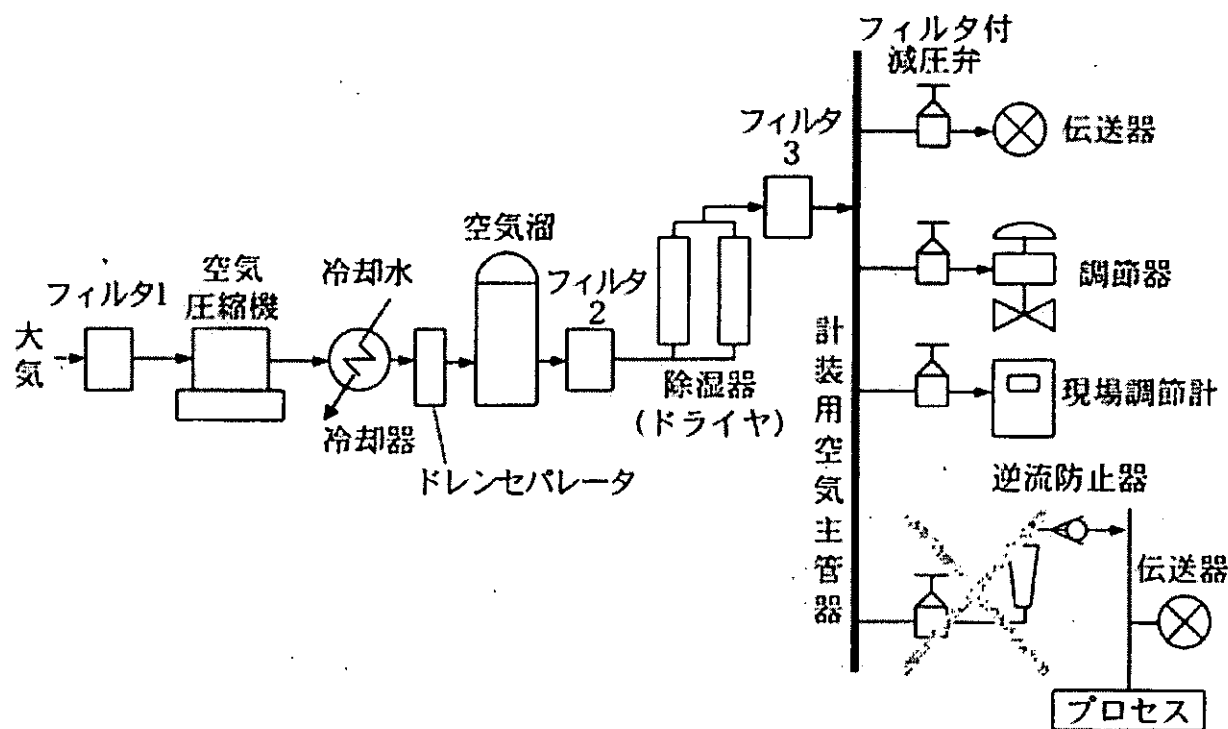 フィルタ付
減圧弁
伝送器
フィルタ
3
空気溜
冷却水
フィルタ
2
空気
圧縮機
フィルタ1
大気
調節器
除湿器
(ドライヤ)
計装用空気主管器
現場調節計
冷却器
ドレンセパレータ
逆流防止器
伝送器
プロセス